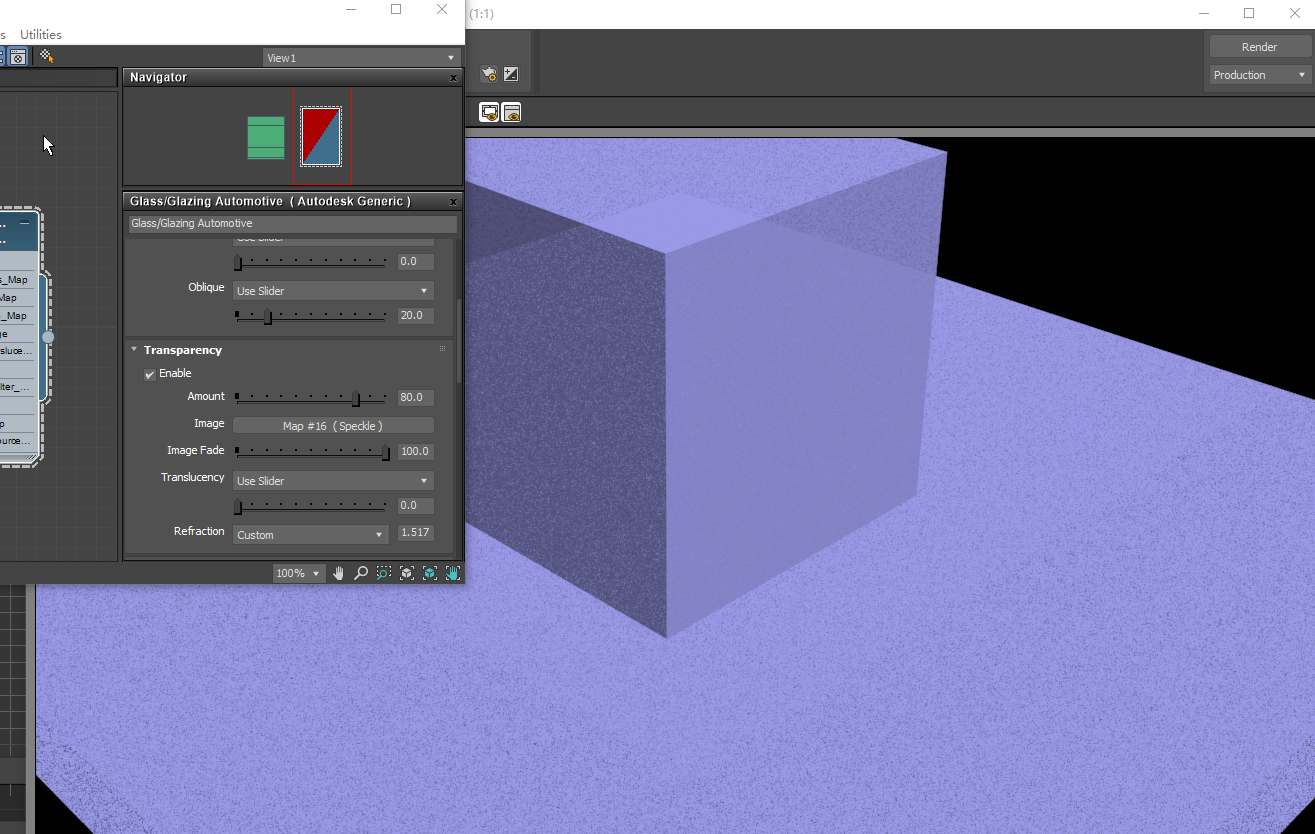 (1:1)
s Utilities
Render
View1
Production
Navigator
x
Glass/Glazing Automotive ( Autodesk Generic )
x
Glass/Glazing Automotive
Use Slider
0.0
Oblique
Use Slider
20.0
Transparency
Enable
Amount
80.0
Image
Map #16 ( Speckle )
Image Fade
100.0
Translucency
Use Slider
0.0
Refraction
Custom
1.517
100%
..
..
s_Map
Map
_Map
ge
sluce...
lter_...
p
ource...